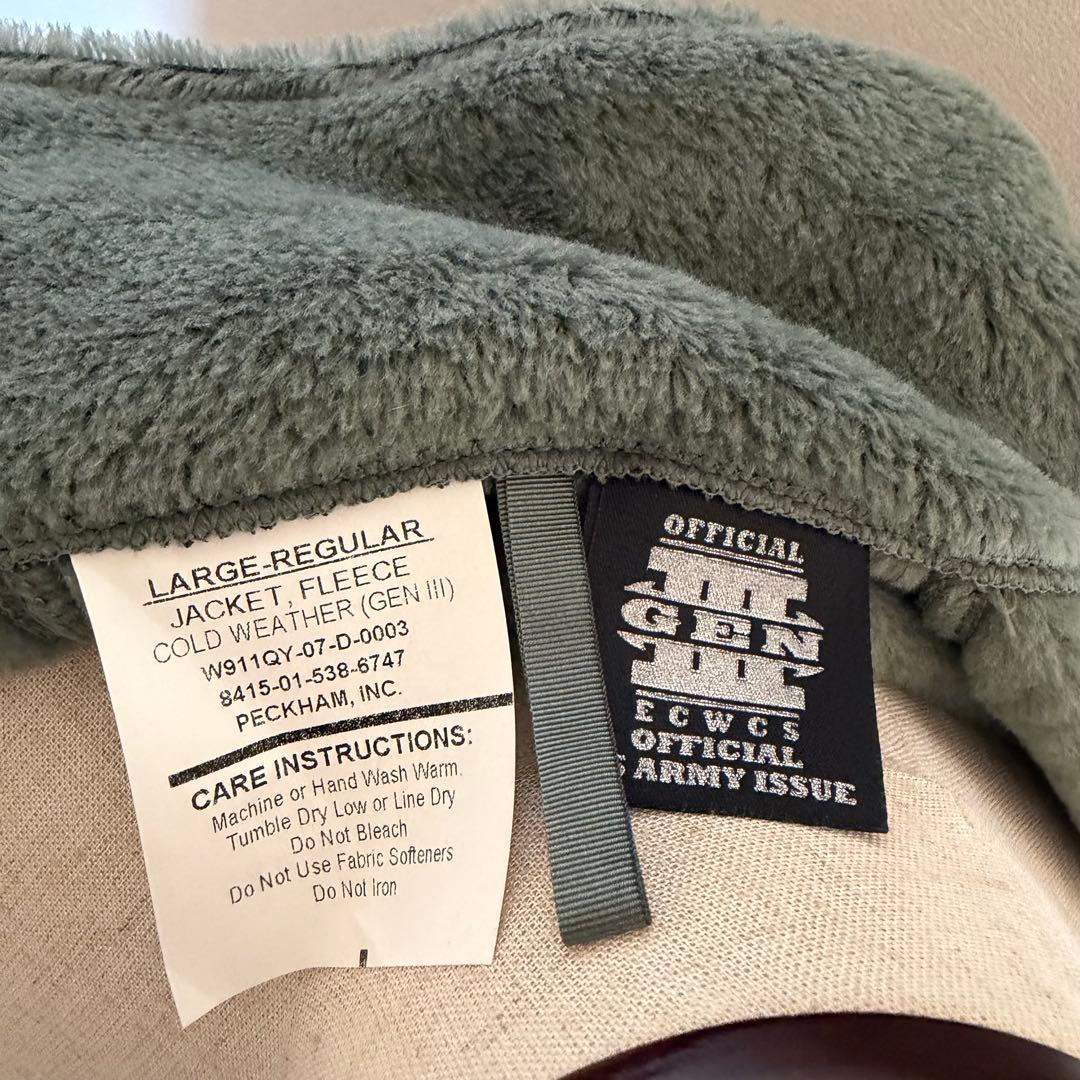 LARGE-REGULAR
JACKET, FLEECE
COLD WEATHER (GEN III)
W911QY-07-D-0003
8415-01-538-6747
PECKHAM, INC.
CARE INSTRUCTIONS:
Machine or Hand Wash Warm
Tumble Dry Low or Line Dry
Do Not Bleach
Do Not Use Fabric Softeners
Do Not Iron
OFFICIAL
III
GEN
III
ECWCS
OFFICIAL
S ARMY ISSUE